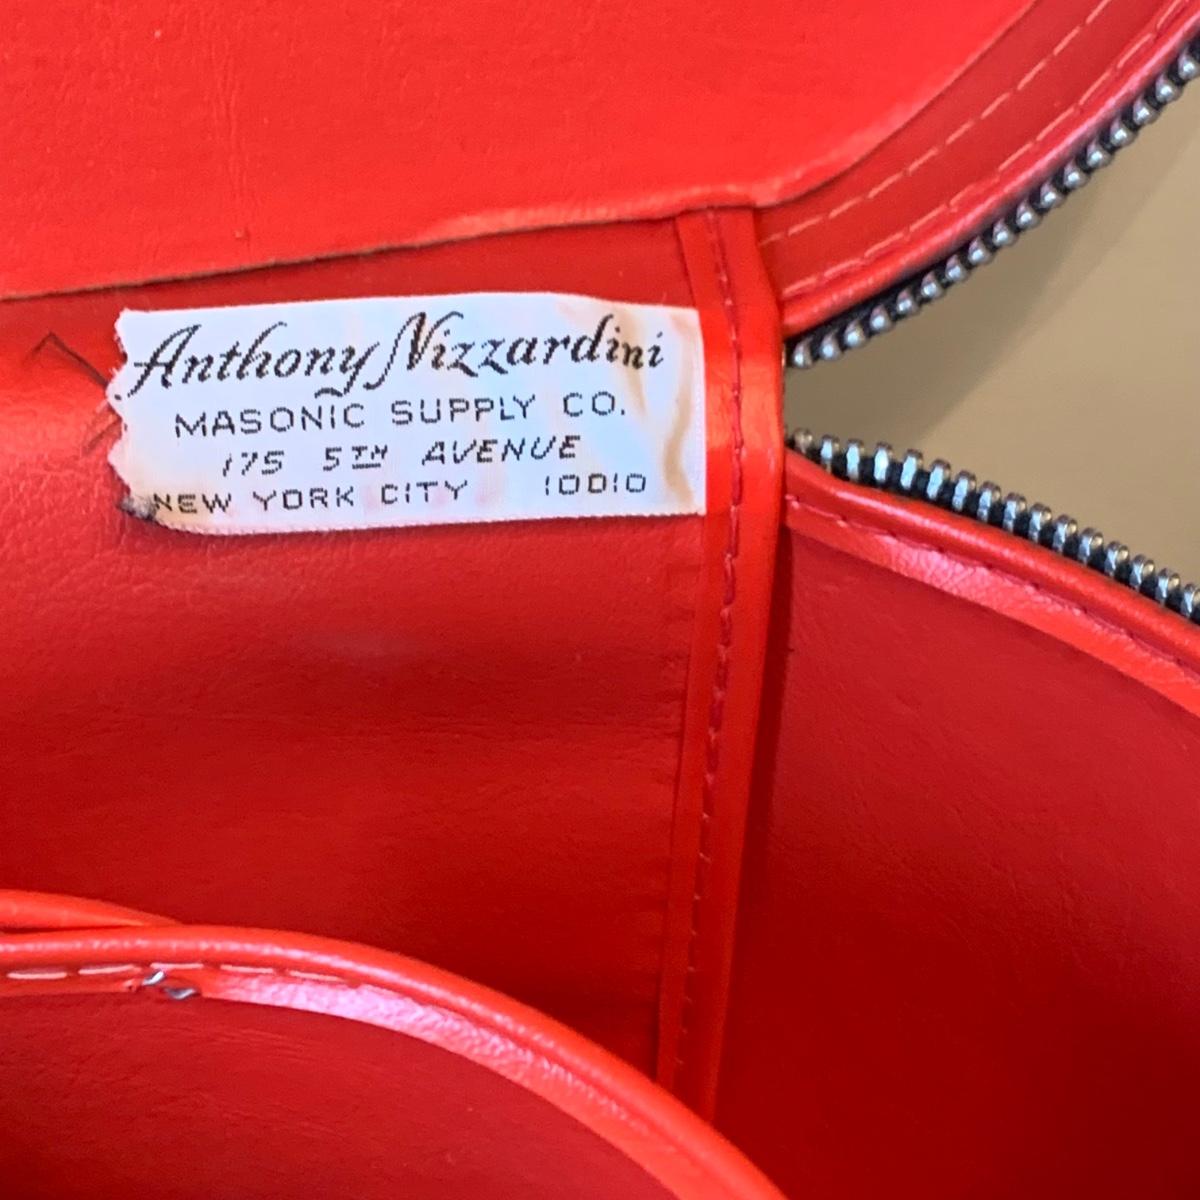 Anthony Nizzardini
MASONIC SUPPLY CO.
175 5TH AVENUE
NEW YORK CITY 10010